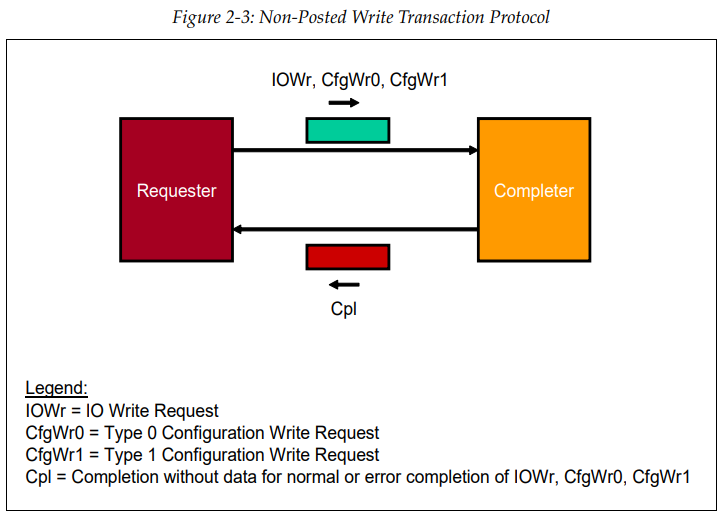 Figure 2-3: Non-Posted Write Transaction Protocol
IOWr, CfgWr0, CfgWr1
Requester
Completer
Cpl
Legend:
IOWr = IO Write Request
CfgWr0 = Type 0 Configuration Write Request
CfgWr1 = Type 1 Configuration Write Request
Cpl = Completion without data for normal or error completion of IOWr, CfgWr0, CfgWr1